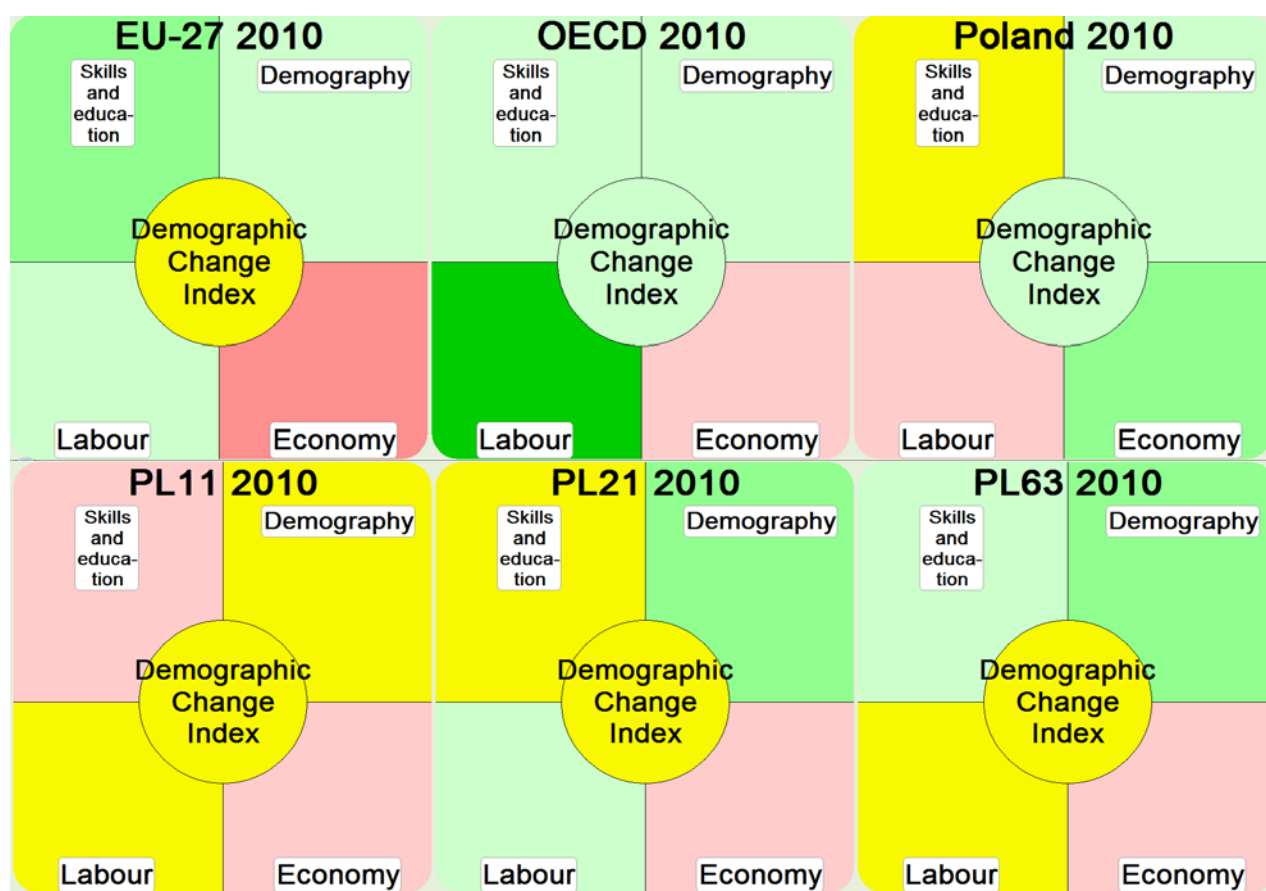 EU-27 2010
Skills
and
educa-
tion
Demography
Demographic
Change
Index
Labour
Economy
OECD 2010
Skills
and
educa-
tion
Demography
Demographic
Change
Index
Labour
Economy
Poland 2010
Skills
and
educa-
tion
Demography
Demographic
Change
Index
Labour
Economy
PL11 2010
Skills
and
educa-
tion
Demography
Demographic
Change
Index
Labour
Economy
PL21 2010
Skills
and
educa-
tion
Demography
Demographic
Change
Index
Labour
Economy
PL63 2010
Skills
and
educa-
tion
Demography
Demographic
Change
Index
Labour
Economy